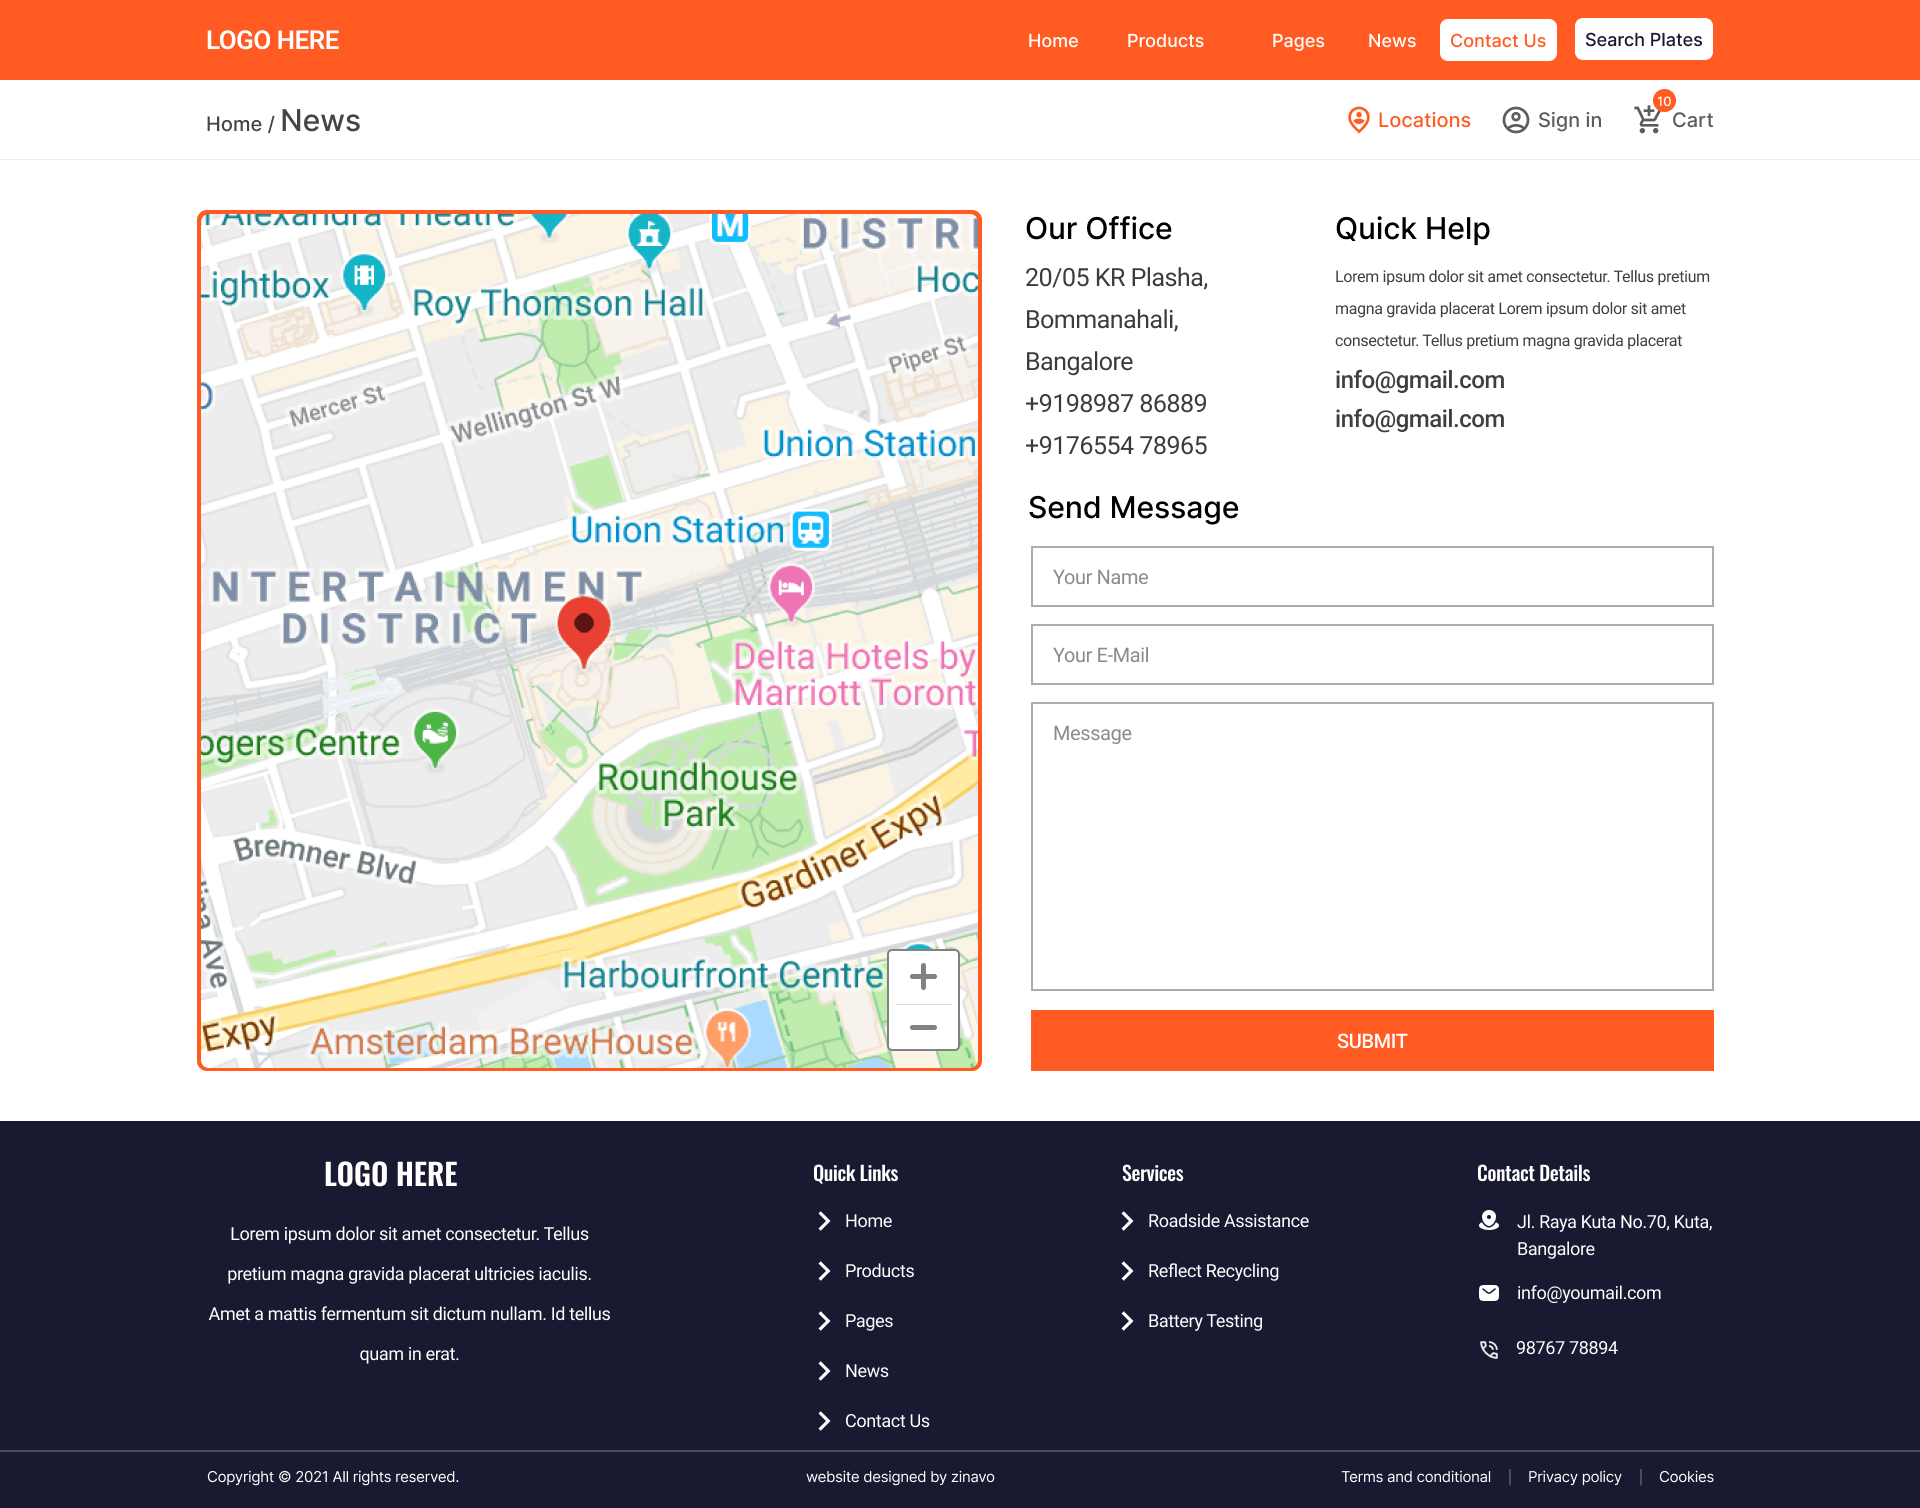 LOGO HERE
Home
Products
Pages
News
Contact Us
Search Plates
Home / News
Locations
Sign in
10
Cart
Alexandra Theatre
M
DISTRI
Lightbox
Roy Thomson Hall
Hoc
Piper St
Mercer St
Wellington St W
Union Station
Union Station
NTERTAINMENT
DISTRICT
Delta Hotels by
Marriott Toront
ogers Centre
T
Roundhouse
Park
Bremner Blvd
Gardiner Expy
Ave
Harbourfront Centre
Expy
Amsterdam BrewHouse
Our Office
20/05 KR Plasha,
Bommanahali,
Bangalore
+9198987 86889
+9176554 78965
Quick Help
Lorem ipsum dolor sit amet consectetur. Tellus pretium
magna gravida placerat Lorem ipsum dolor sit amet
consectetur. Tellus pretium magna gravida placerat
info@gmail.com
info@gmail.com
Send Message
Your Name
Your E-Mail
Message
SUBMIT
LOGO HERE
Lorem ipsum dolor sit amet consectetur. Tellus
pretium magna gravida placerat ultricies iaculis.
Amet a mattis fermentum sit dictum nullam. Id tellus
quam in erat.
Quick Links
Home
Products
Pages
News
Contact Us
Services
Roadside Assistance
Reflect Recycling
Battery Testing
Contact Details
Jl. Raya Kuta No.70, Kuta,
Bangalore
info@youmail.com
98767 78894
Copyright © 2021 All rights reserved.
website designed by zinavo
Terms and conditional
Privacy policy
Cookies